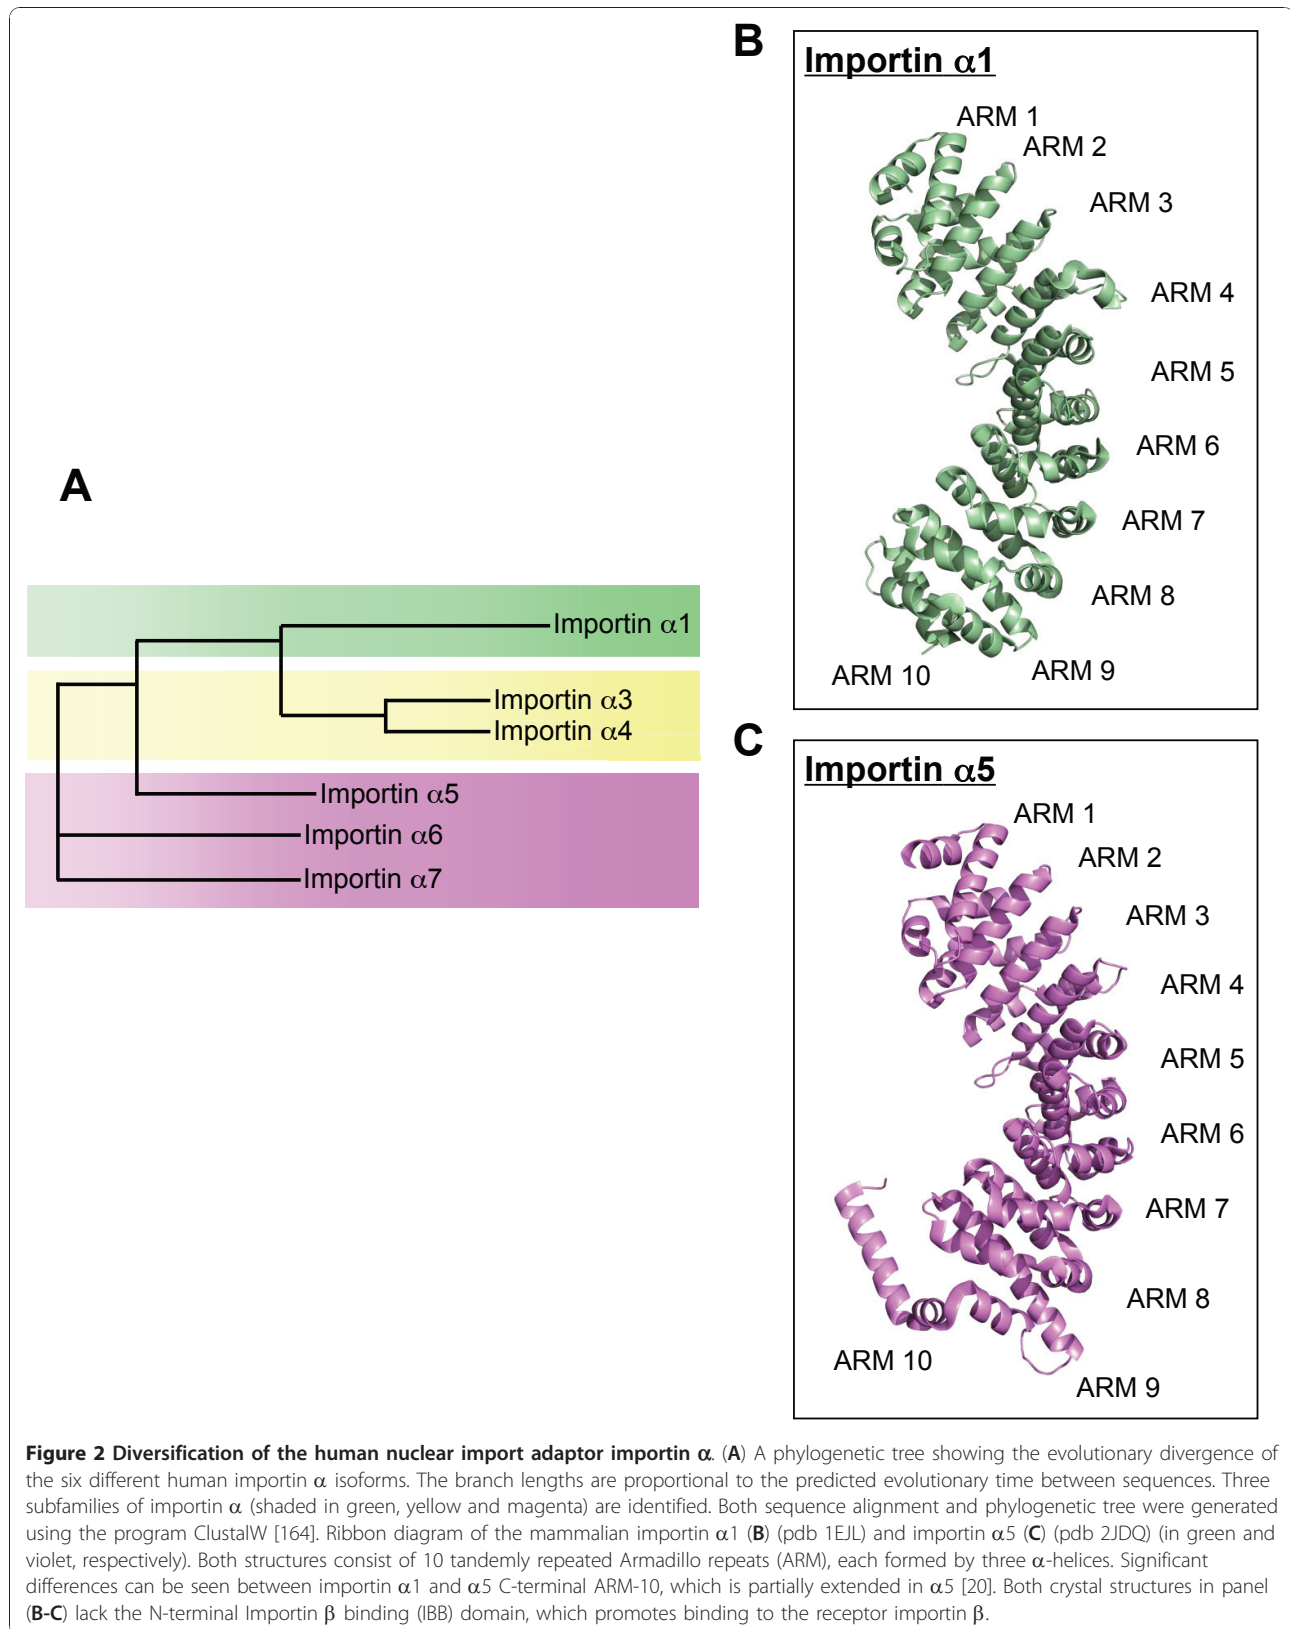 A
Importin α1
Importin α3
Importin α4
Importin α5
Importin α6
Importin α7
B
Importin α1
ARM 1
ARM 2
ARM 3
ARM 4
ARM 5
ARM 6
ARM 7
ARM 8
ARM 9
ARM 10
C
Importin α5
ARM 1
ARM 2
ARM 3
ARM 4
ARM 5
ARM 6
ARM 7
ARM 8
ARM 10
ARM 9
Figure 2 Diversification of the human nuclear import adaptor importin α. (A) A phylogenetic tree showing the evolutionary divergence of
the six different human importin α isoforms. The branch lengths are proportional to the predicted evolutionary time between sequences. Three
subfamilies of importin α (shaded in green, yellow and magenta) are identified. Both sequence alignment and phylogenetic tree were generated
using the program ClustalW [164]. Ribbon diagram of the mammalian importin α1 (B) (pdb 1EJL) and importin α5 (C) (pdb 2JDQ) (in green and
violet, respectively). Both structures consist of 10 tandemly repeated Armadillo repeats (ARM), each formed by three α-helices. Significant
differences can be seen between importin α1 and α5 C-terminal ARM-10, which is partially extended in α5 [20]. Both crystal structures in panel
(B-C) lack the N-terminal Importin β binding (IBB) domain, which promotes binding to the receptor importin β.